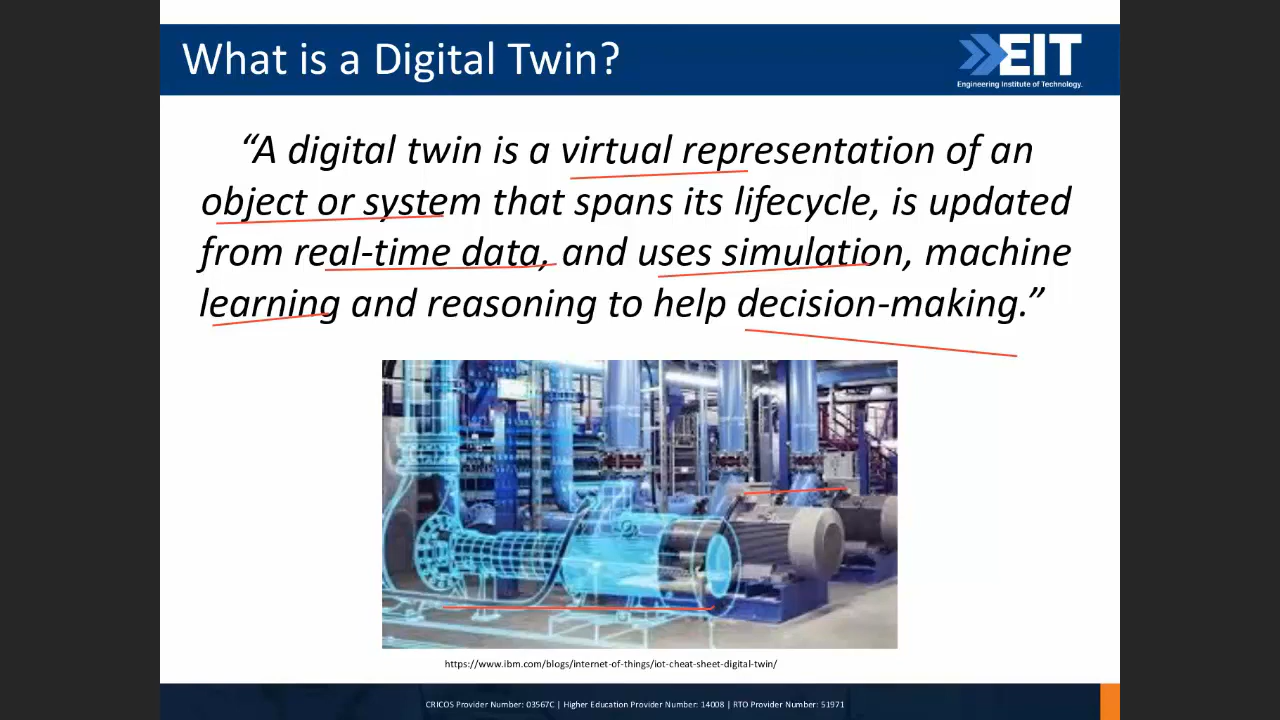 What is a Digital Twin?
EIT
Engineering Institute of Technology.
“A digital twin is a virtual representation of an
object or system that spans its lifecycle, is updated
from real-time data, and uses simulation, machine
learning and reasoning to help decision-making.”
https://www.ibm.com/blogs/internet-of-things/iot-cheat-sheet-digital-twin/
CRICOS Provider Number: 03567C | Higher Education Provider Number: 14008 | RTO Provider Number: 51971